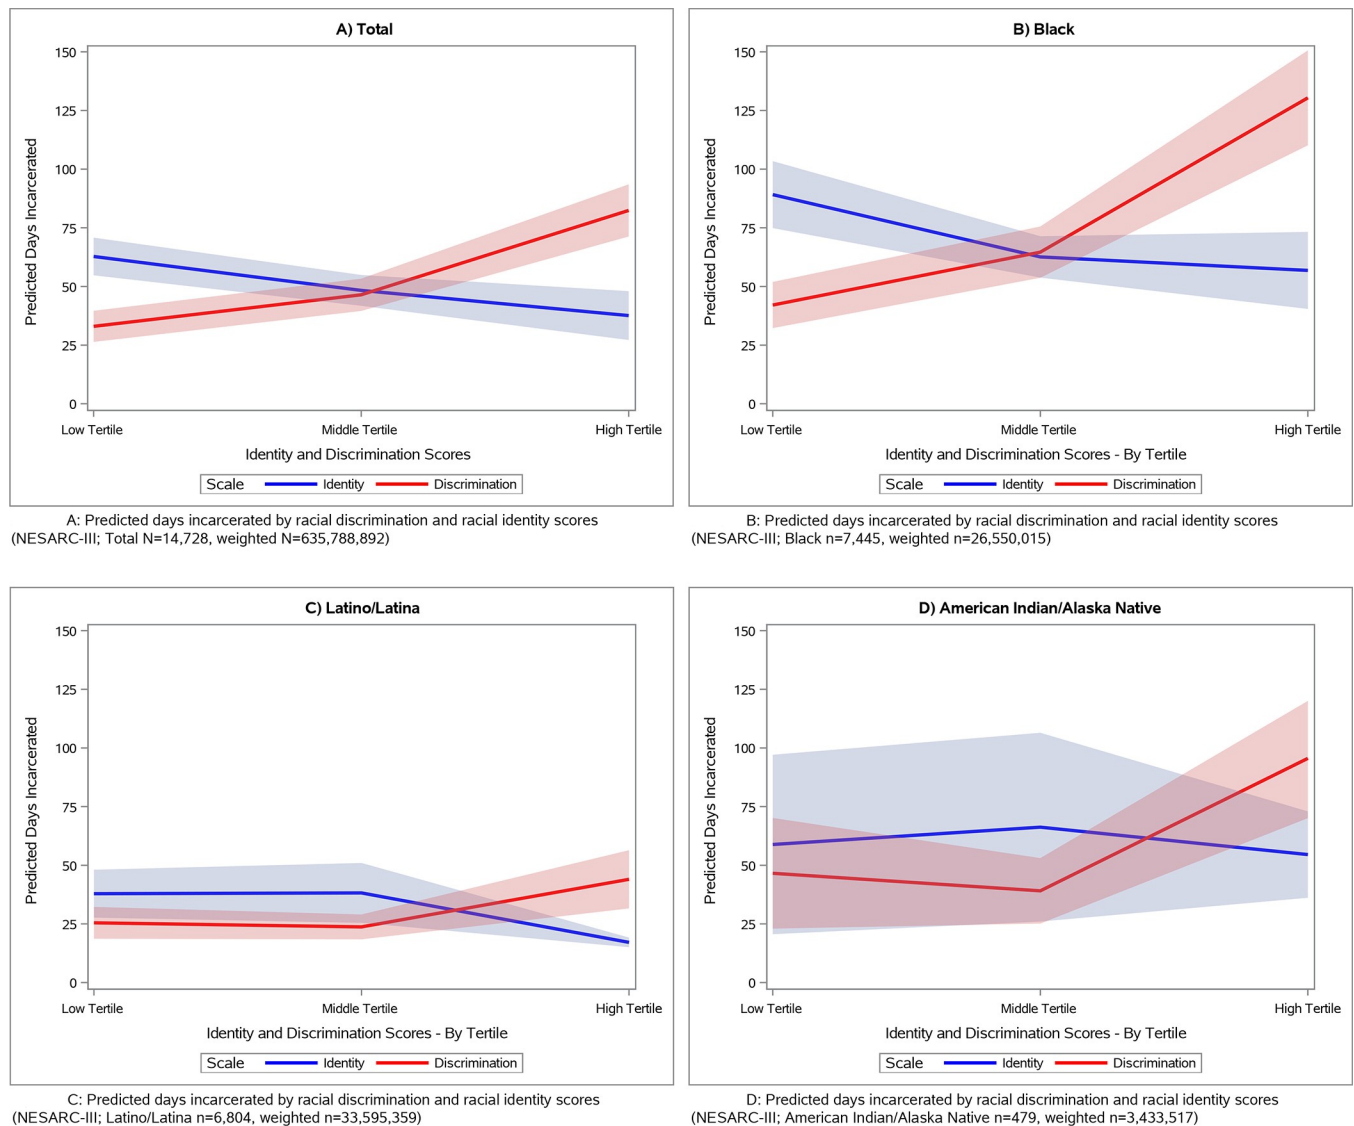 A) Total
150
125
100
75
50
25
0
Predicted Days Incarcerated
Low Tertile Middle Tertile High Tertile
Identity and Discrimination Scores
Scale Identity Discrimination
A: Predicted days incarcerated by racial discrimination and racial identity scores
(NESARC-III; Total N=14,728, weighted N=635,788,892)
B) Black
150
125
100
75
50
25
0
Predicted Days Incarcerated
Low Tertile Middle Tertile High Tertile
Identity and Discrimination Scores - By Tertile
Scale Identity Discrimination
B: Predicted days incarcerated by racial discrimination and racial identity scores
(NESARC-III; Black n=7,445, weighted n=26,550,015)
C) Latino/Latina
150
125
100
75
50
25
0
Predicted Days Incarcerated
Low Tertile Middle Tertile High Tertile
Identity and Discrimination Scores - By Tertile
Scale Identity Discrimination
C: Predicted days incarcerated by racial discrimination and racial identity scores
(NESARC-III; Latino/Latina n=6,804, weighted n=33,595,359)
D) American Indian/Alaska Native
150
125
100
75
50
25
0
Predicted Days Incarcerated
Low Tertile Middle Tertile High Tertile
Identity and Discrimination Scores - By Tertile
Scale Identity Discrimination
D: Predicted days incarcerated by racial discrimination and racial identity scores
(NESARC-III; American Indian/Alaska Native n=479, weighted n=3,433,517)